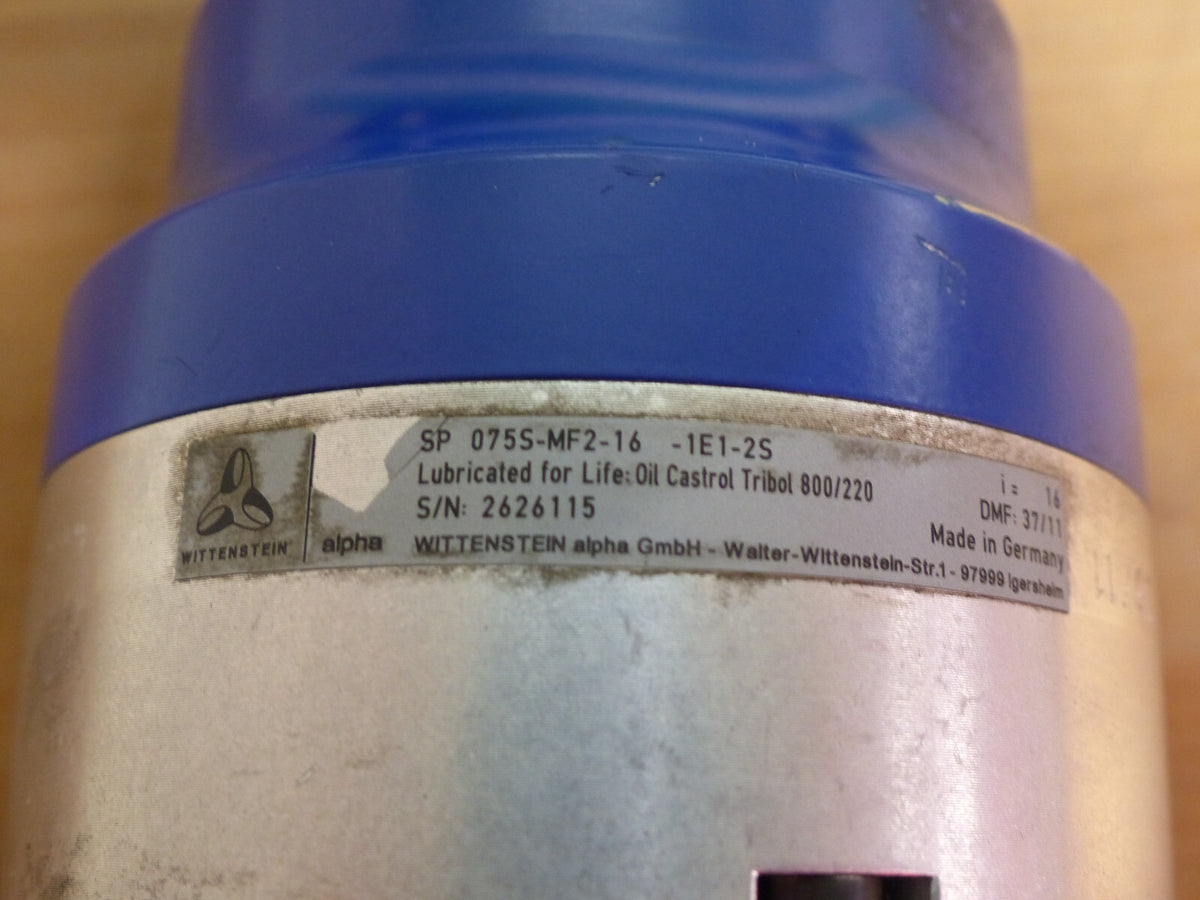 SP 075S-MF2-16 -1E1-2S
Lubricated for Life: Oil Castrol Tribol 800/220
S/N: 2626115
i = 16
DMF: 37/11
Made in Germany
WITTENSTEIN alpha
WITTENSTEIN alpha GmbH - Walter-Wittenstein-Str.1 - 97999 Igersheim